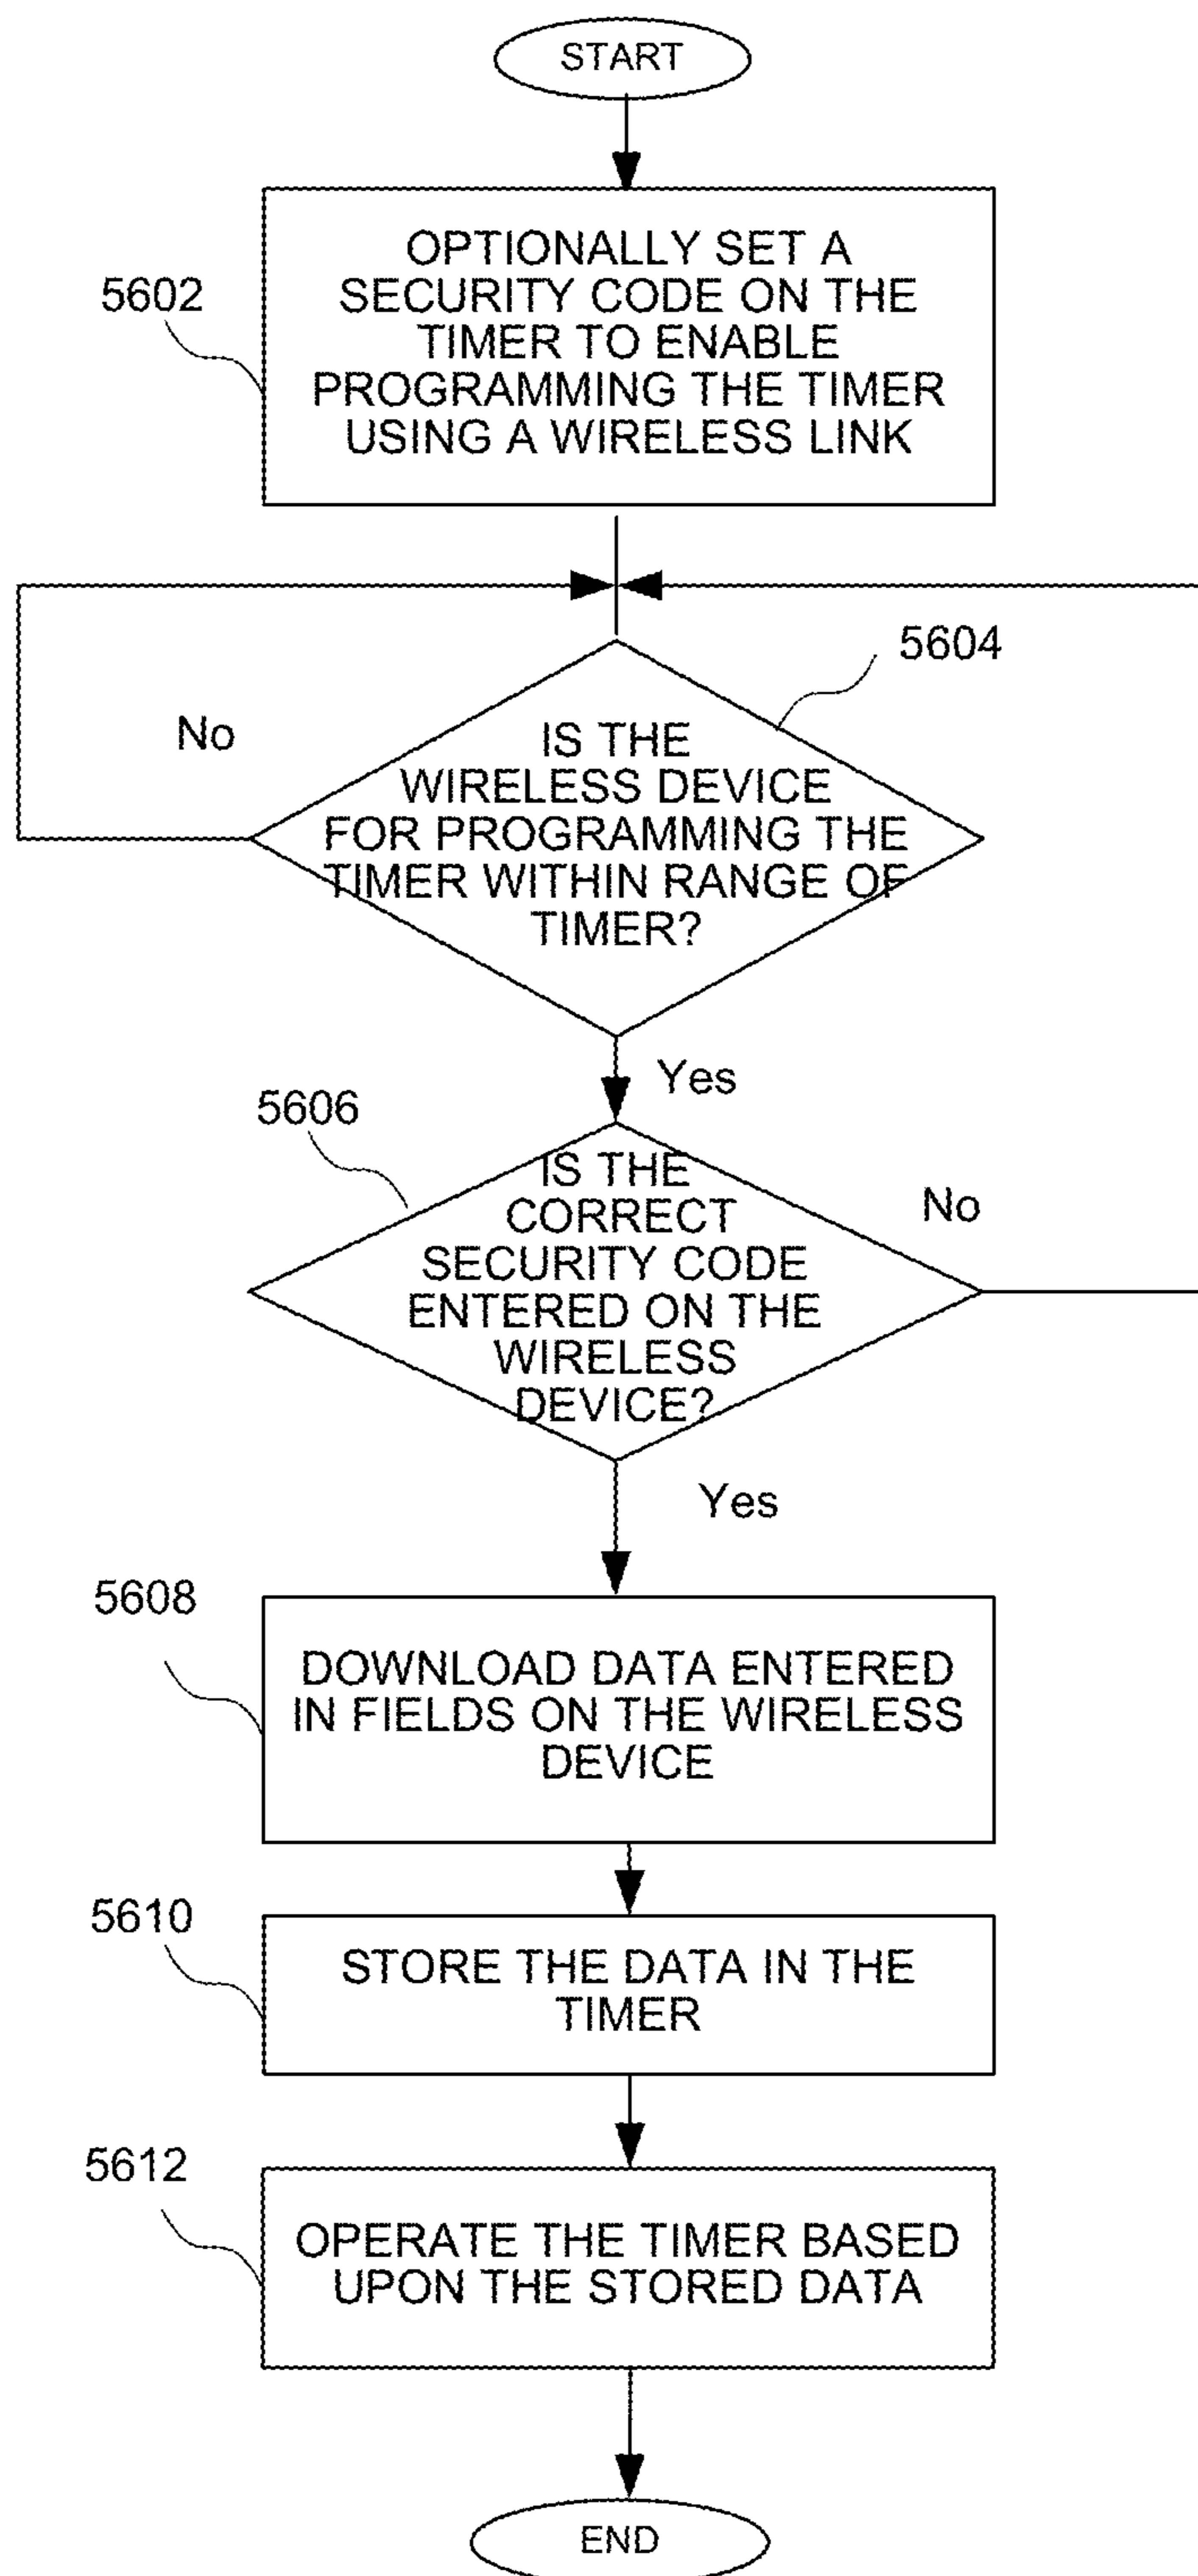 START
OPTIONALLY SET A
SECURITY CODE ON THE
TIMER TO ENABLE
PROGRAMMING THE TIMER
USING A WIRELESS LINK
5602
5604
No
IS THE
WIRELESS DEVICE
FOR PROGRAMMING THE
TIMER WITHIN RANGE OF
TIMER?
Yes
5606
IS THE
CORRECT
SECURITY CODE
ENTERED ON THE
WIRELESS
DEVICE?
No
Yes
5608
DOWNLOAD DATA ENTERED
IN FIELDS ON THE WIRELESS
DEVICE
5610
STORE THE DATA IN THE
TIMER
5612
OPERATE THE TIMER BASED
UPON THE STORED DATA
END